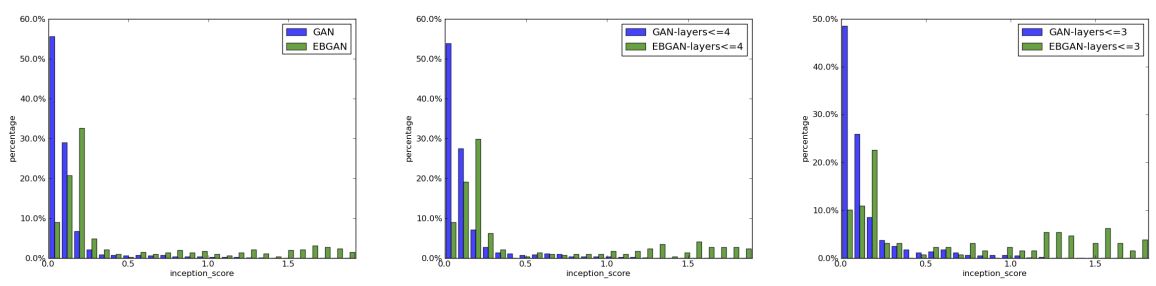 60.0%
50.0%
40.0%
30.0%
20.0%
10.0%
0.0%
0.0 0.5 1.0 1.5
percentage
inception_score
GAN
EBGAN
60.0%
50.0%
40.0%
30.0%
20.0%
10.0%
0.0%
0.0 0.5 1.0 1.5
percentage
inception_score
GAN-layers<=4
EBGAN-layers<=4
50.0%
40.0%
30.0%
20.0%
10.0%
0.0%
0.0 0.5 1.0 1.5
percentage
inception_score
GAN-layers<=3
EBGAN-layers<=3